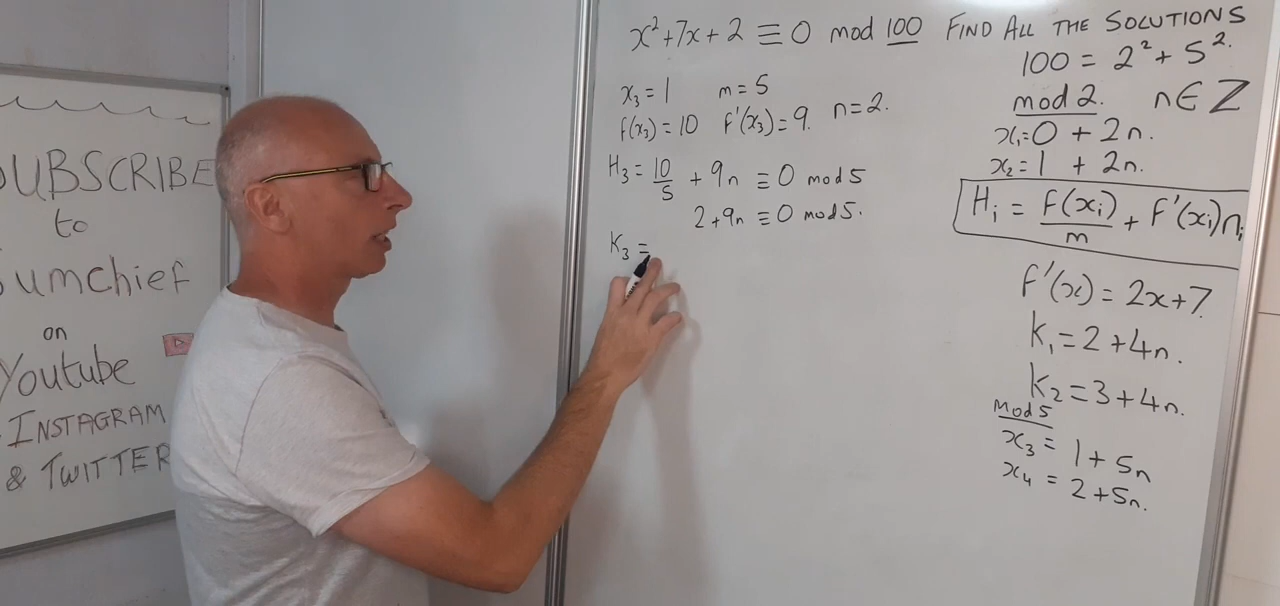 SUBSCRIBE
to
Sumchief
on
Youtube
INSTAGRAM
& TWITTER
x²+7x+2 ≡ 0 mod 100 FIND ALL THE SOLUTIONS
x₃=1 m=5
f(x₃)=10 f'(x₃)=9. n=2.
H₃ = 10/5 + 9n ≡ 0 mod 5
2+9n ≡ 0 mod 5.
K₃ =
100 = 2² + 5².
mod 2. n∈Z
x₁=0 + 2n.
x₂=1 + 2n.
Hᵢ = f(xᵢ)/m + f'(xᵢ)nᵢ
f'(x) = 2x+7.
K₁=2+4n.
K₂=3+4n.
Mod 5
x₃ = 1+5n
x₄ = 2+5n.